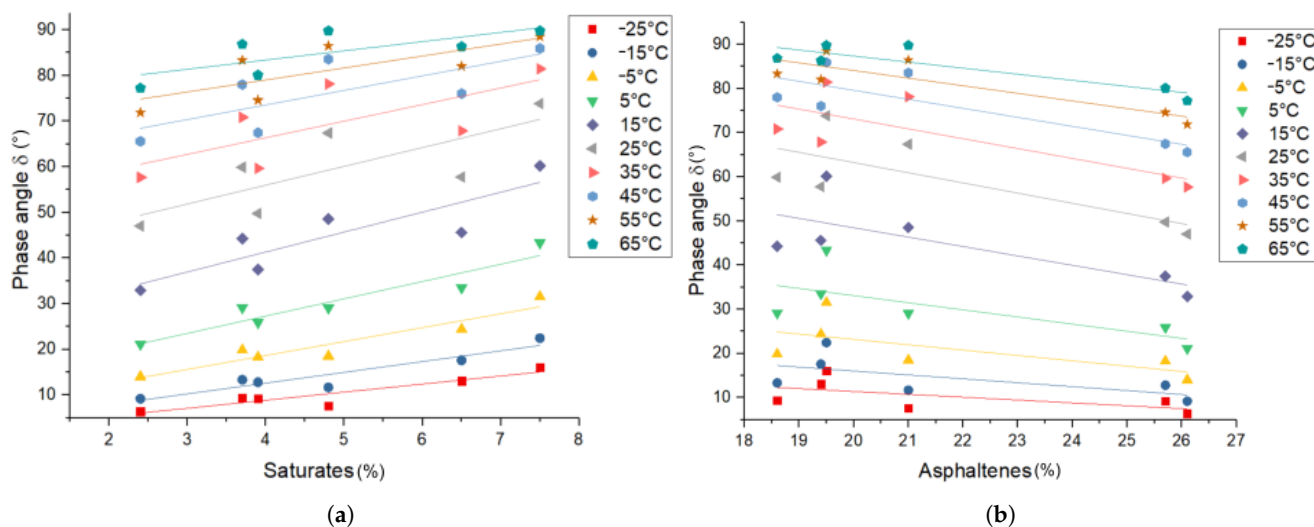 90
80
70
60
50
40
30
20
10
Phase angle δ (°)
2
3
4
5
6
7
8
Saturates (%)
-25°C
-15°C
-5°C
5°C
15°C
25°C
35°C
45°C
55°C
65°C
(a)
90
80
70
60
50
40
30
20
10
Phase angle δ (°)
18
19
20
21
22
23
24
25
26
27
Asphaltenes (%)
-25°C
-15°C
-5°C
5°C
15°C
25°C
35°C
45°C
55°C
65°C
(b)